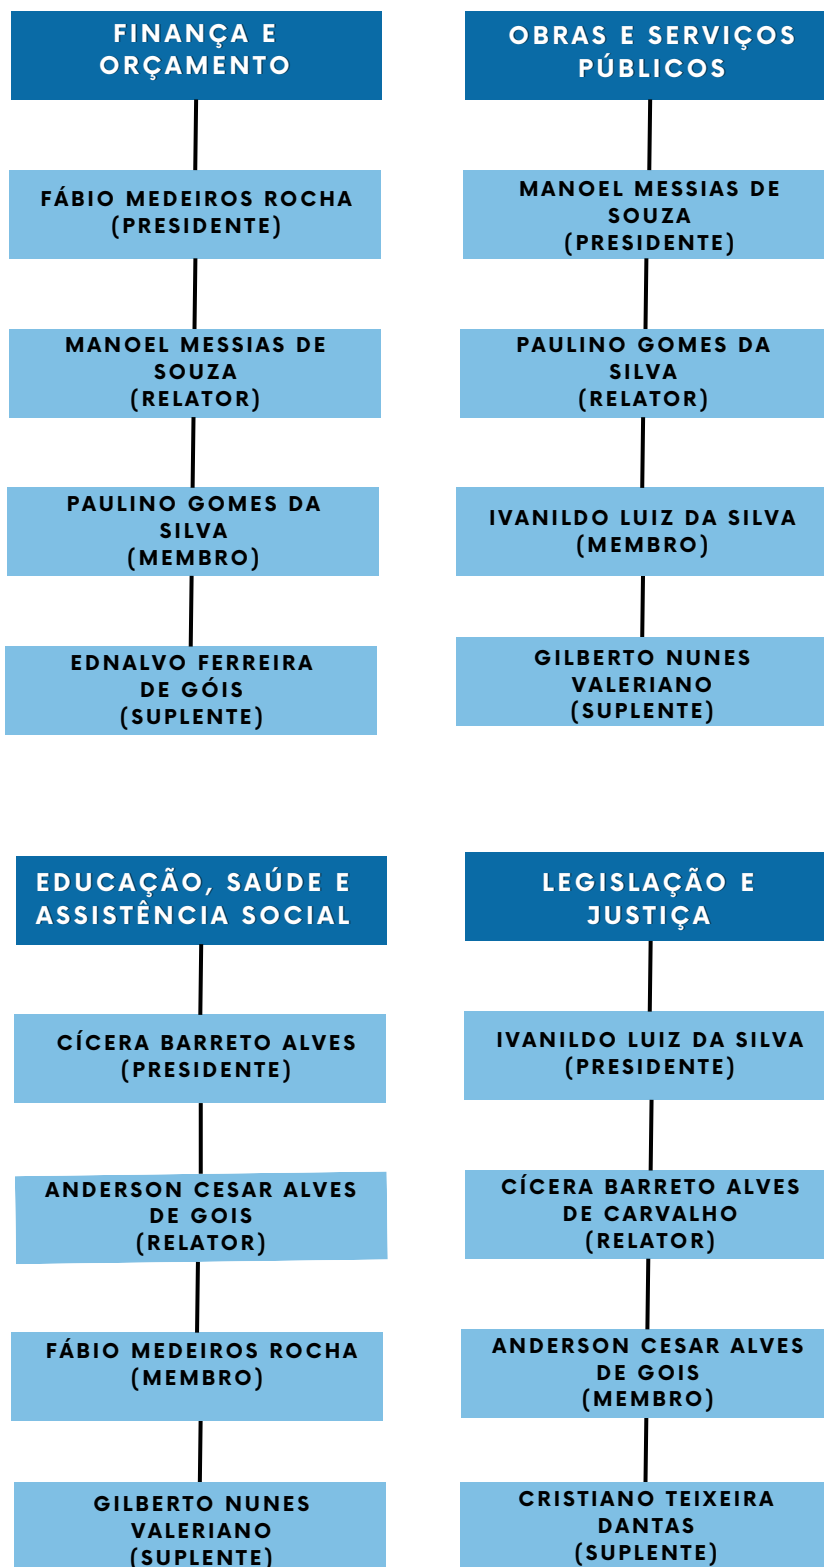 FINANÇA E
ORÇAMENTO
FÁBIO MEDEIROS ROCHA
(PRESIDENTE)
MANOEL MESSIAS DE
SOUZA
(RELATOR)
PAULINO GOMES DA
SILVA
(MEMBRO)
EDNALVO FERREIRA
DE GÓIS
(SUPLENTE)
OBRAS E SERVIÇOS
PÚBLICOS
MANOEL MESSIAS DE
SOUZA
(PRESIDENTE)
PAULINO GOMES DA
SILVA
(RELATOR)
IVANILDO LUIZ DA SILVA
(MEMBRO)
GILBERTO NUNES
VALERIANO
(SUPLENTE)
EDUCAÇÃO, SAÚDE E
ASSISTÊNCIA SOCIAL
CÍCERA BARRETO ALVES
(PRESIDENTE)
ANDERSON CESAR ALVES
DE GOIS
(RELATOR)
FÁBIO MEDEIROS ROCHA
(MEMBRO)
GILBERTO NUNES
VALERIANO
(SUPLENTE)
LEGISLAÇÃO E
JUSTIÇA
IVANILDO LUIZ DA SILVA
(PRESIDENTE)
CÍCERA BARRETO ALVES
DE CARVALHO
(RELATOR)
ANDERSON CESAR ALVES
DE GOIS
(MEMBRO)
CRISTIANO TEIXEIRA
DANTAS
(SUPLENTE)